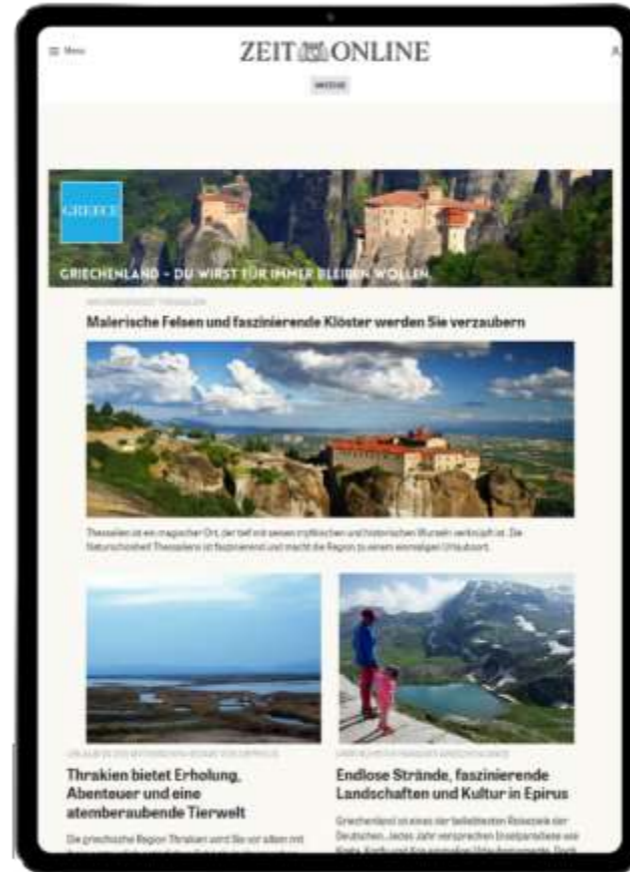 Menu
ZEIT ONLINE
ANZEIGE
GREECE
GRIECHENLAND – DU WIRST FÜR IMMER BLEIBEN WOLLEN.
Malerische Felsen und faszinierende Klöster werden Sie verzaubern
Thessalien ist ein magischer Ort, der tief mit seinen mythischen und historischen Wurzeln verknüpft ist. Die
Naturschönheit Thessaliens ist faszinierend und macht die Region zu einem einmaligen Urlaubsort.
Thrakien bietet Erholung,
Abenteuer und eine
atemberaubende Tierwelt
Die griechische Region Thrakien wird Sie vor allem mit
Endlose Strände, faszinierende
Landschaften und Kultur in Epirus
Griechenland ist eines der beliebtesten Reiseziele der
Deutschen. Jedes Jahr versprechen Inselparadiese wie